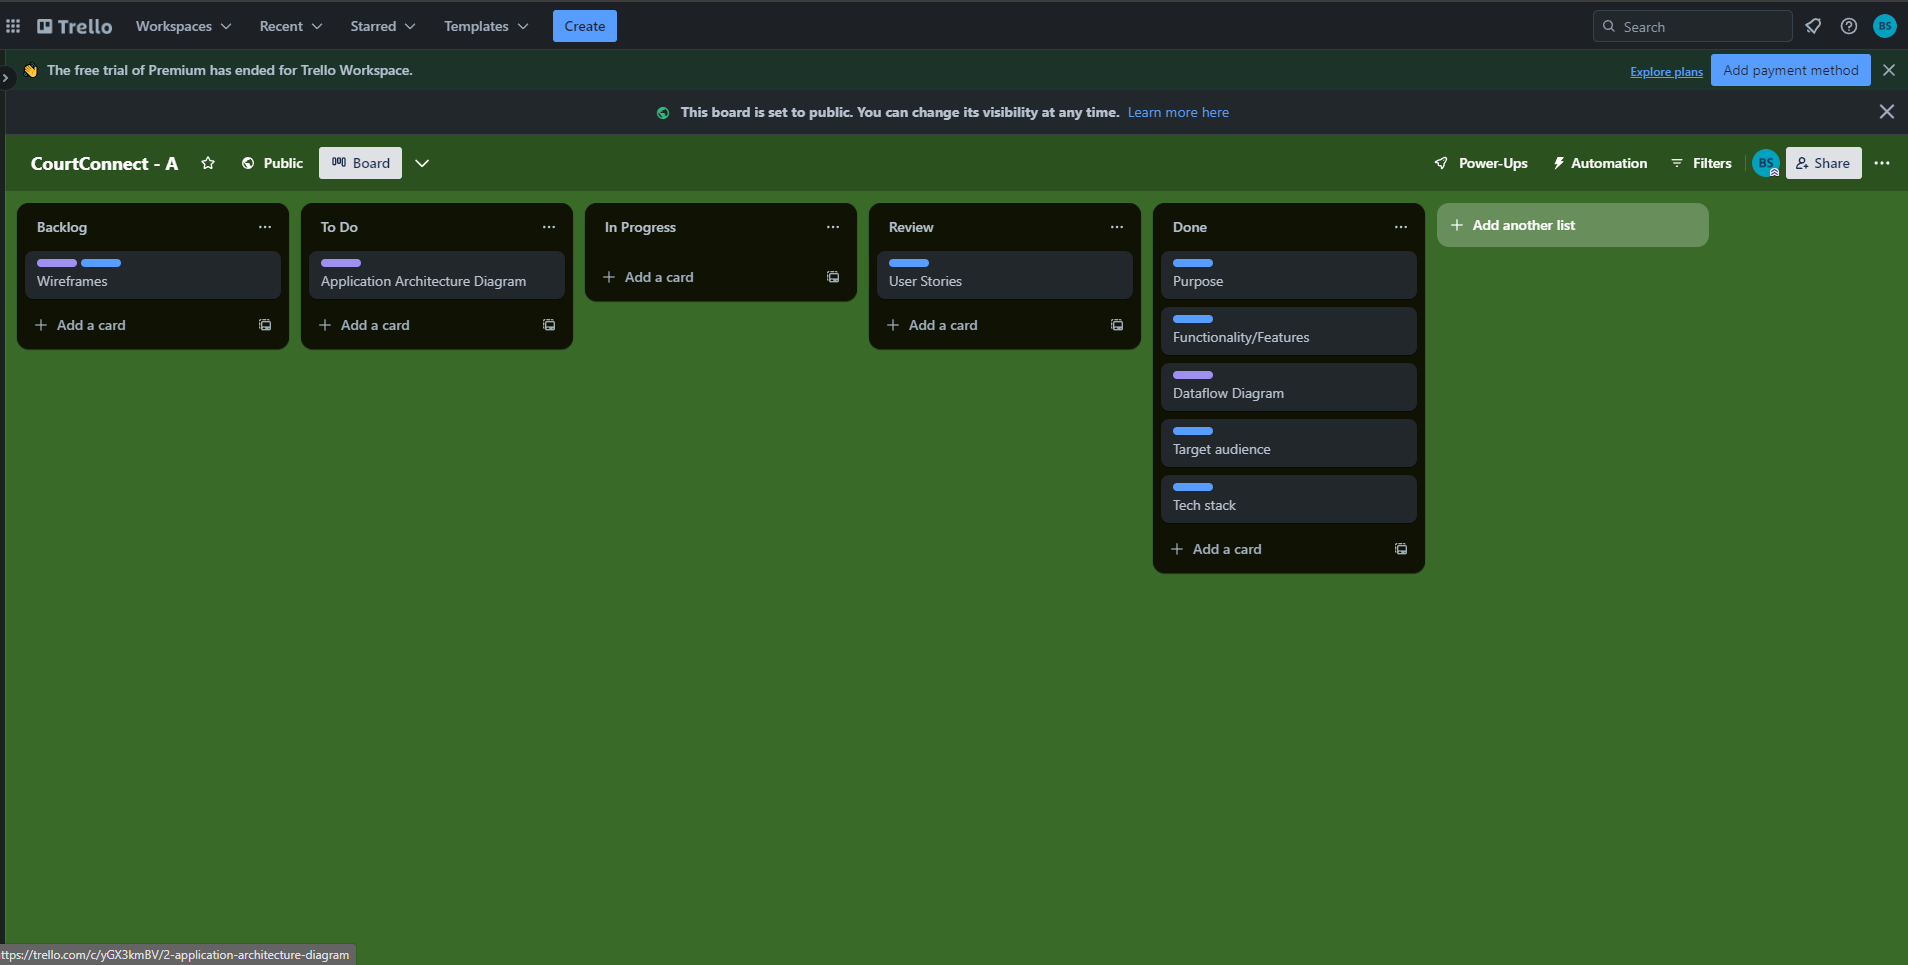 Trello
Workspaces
Recent
Starred
Templates
Create
Search
BS
The free trial of Premium has ended for Trello Workspace.
Explore plans
Add payment method
This board is set to public. You can change its visibility at any time. Learn more here
CourtConnect - A
Public
Board
Power-Ups
Automation
Filters
BS
Share
Backlog
Wireframes
Add a card
To Do
Application Architecture Diagram
Add a card
In Progress
Add a card
Review
User Stories
Add a card
Done
Purpose
Functionality/Features
Dataflow Diagram
Target audience
Tech stack
Add a card
Add another list
ttps://trello.com/c/yGX3kmBV/2-application-architecture-diagram